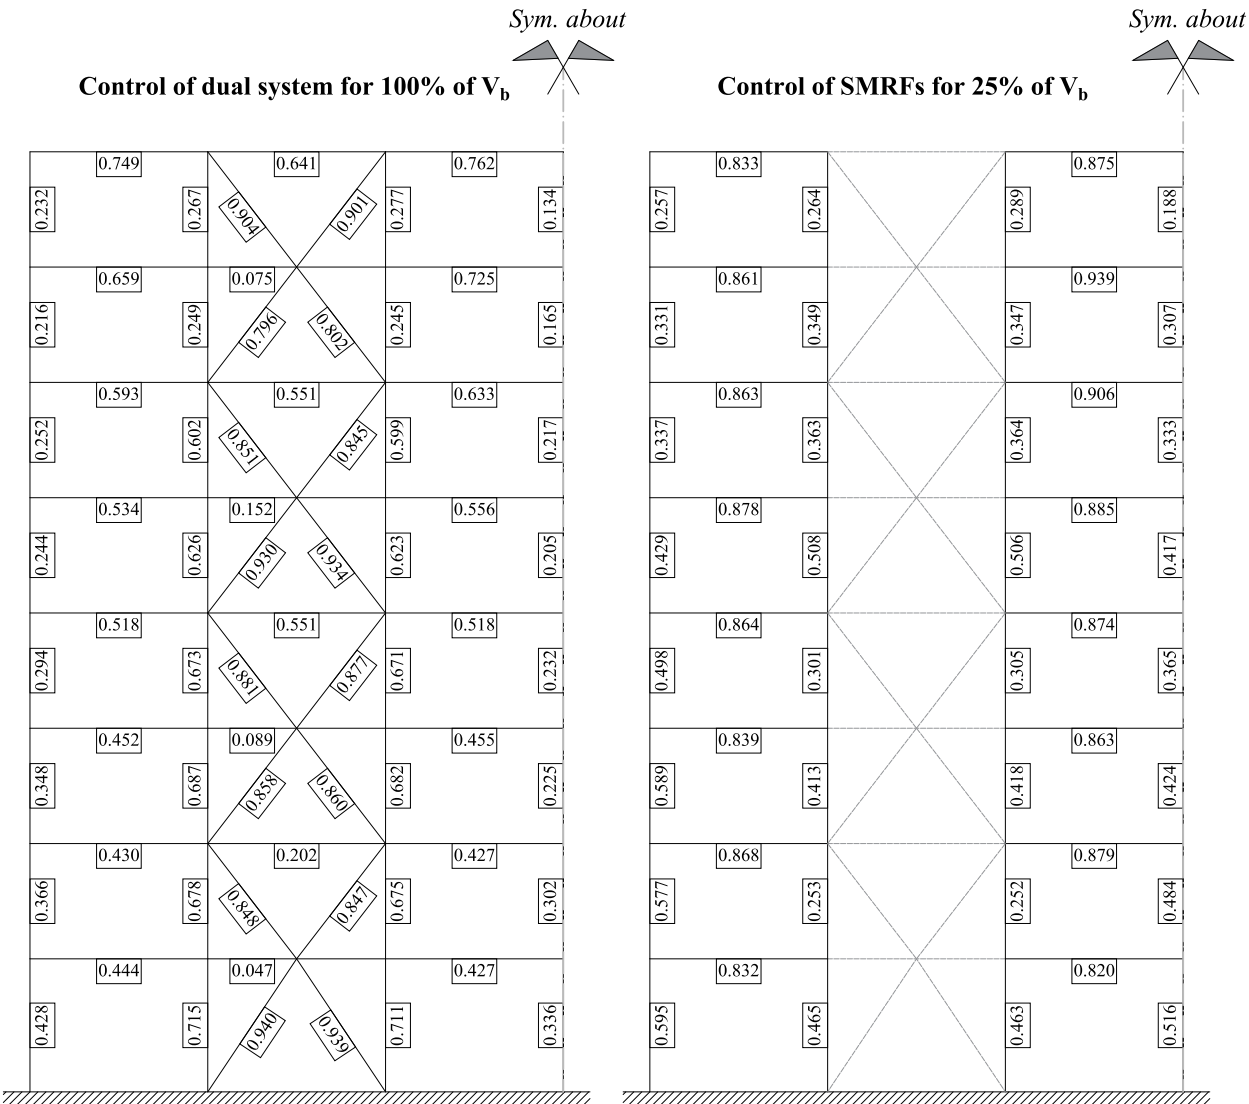 Sym. about
Sym. about
Control of dual system for 100% of Vb
Control of SMRFs for 25% of Vb
0.749 0.641 0.762 0.833 0.875
0.232 0.267 0.904 0.901 0.277 0.134 0.257 0.264 0.289 0.188
0.659 0.075 0.725 0.861 0.939
0.216 0.249 0.796 0.802 0.245 0.165 0.331 0.349 0.347 0.307
0.593 0.551 0.633 0.863 0.906
0.252 0.602 0.851 0.845 0.599 0.217 0.337 0.363 0.364 0.333
0.534 0.152 0.556 0.878 0.885
0.244 0.626 0.930 0.934 0.623 0.205 0.429 0.508 0.506 0.417
0.518 0.551 0.518 0.864 0.874
0.294 0.673 0.881 0.877 0.671 0.232 0.498 0.301 0.305 0.365
0.452 0.089 0.455 0.839 0.863
0.348 0.687 0.858 0.860 0.682 0.225 0.589 0.413 0.418 0.424
0.430 0.202 0.427 0.868 0.879
0.366 0.678 0.848 0.847 0.675 0.302 0.577 0.253 0.252 0.484
0.444 0.047 0.427 0.832 0.820
0.428 0.715 0.940 0.939 0.711 0.336 0.595 0.465 0.463 0.516